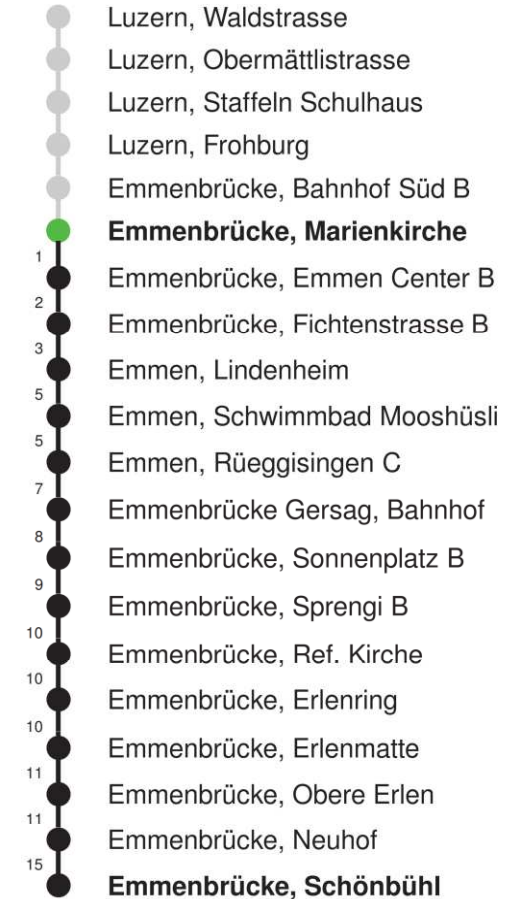 Luzern, Waldstrasse
Luzern, Obermättlistrasse
Luzern, Staffeln Schulhaus
Luzern, Frohburg
Emmenbrücke, Bahnhof Süd B
Emmenbrücke, Marienkirche
1
Emmenbrücke, Emmen Center B
2
Emmenbrücke, Fichtenstrasse B
3
Emmen, Lindenheim
5
Emmen, Schwimmbad Mooshüsli
5
Emmen, Rüeggisingen C
7
Emmenbrücke Gersag, Bahnhof
8
Emmenbrücke, Sonnenplatz B
9
Emmenbrücke, Sprengi B
10
Emmenbrücke, Ref. Kirche
10
Emmenbrücke, Erlenring
10
Emmenbrücke, Erlenmatte
11
Emmenbrücke, Obere Erlen
11
Emmenbrücke, Neuhof
15
Emmenbrücke, Schönbühl